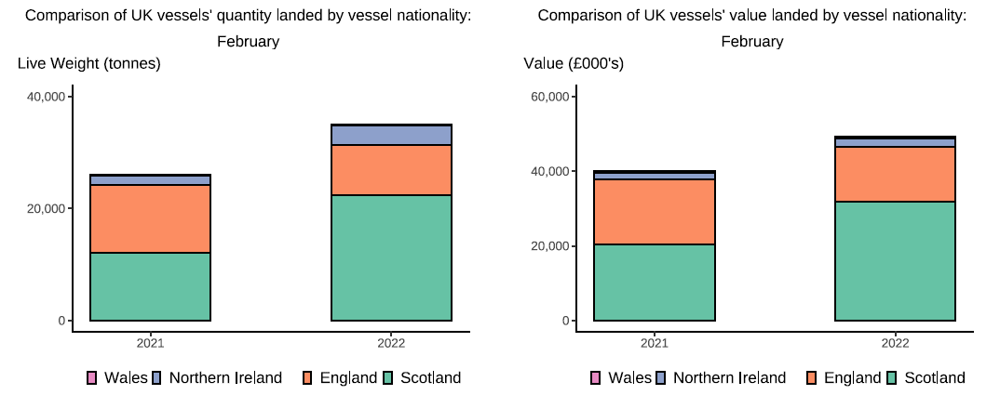 Comparison of UK vessels' quantity landed by vessel nationality:
February
Live Weight (tonnes)
40,000
20,000
0
2021
2022
Wales
Northern Ireland
England
Scotland
Comparison of UK vessels' value landed by vessel nationality:
February
Value (£000's)
60,000
40,000
20,000
0
2021
2022
Wales
Northern Ireland
England
Scotland